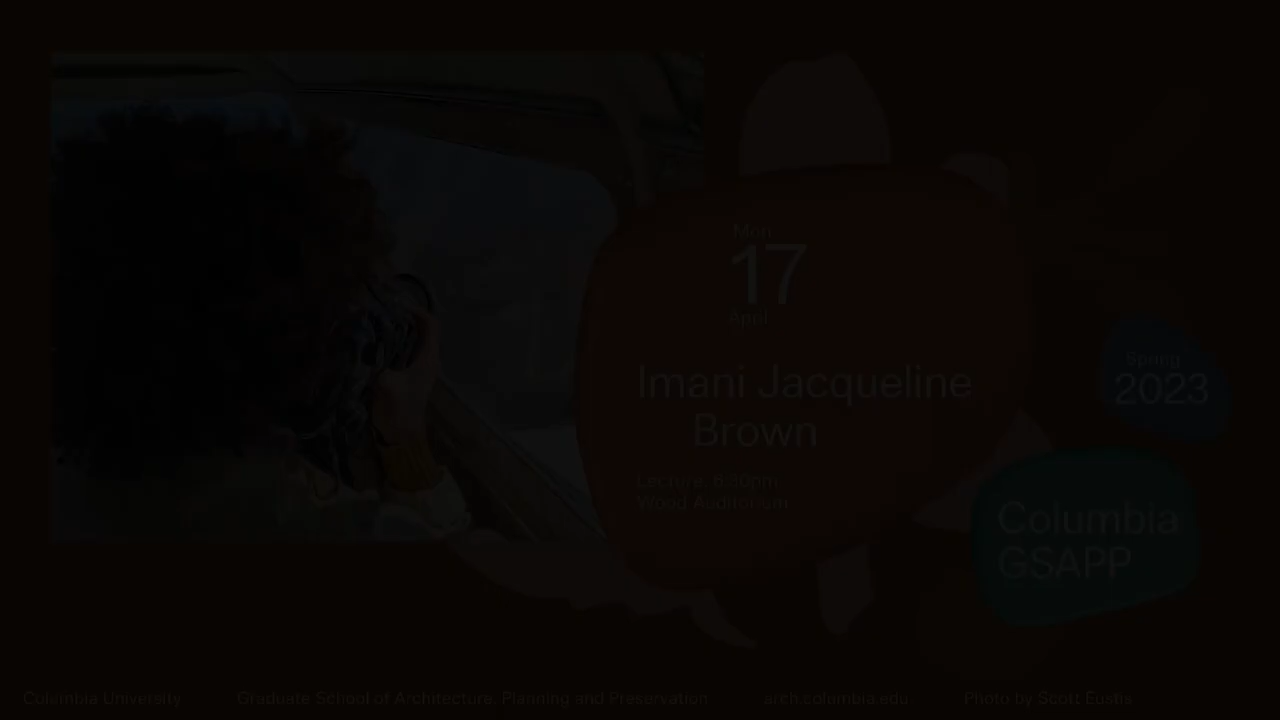 Mon
17
April
Imani Jacqueline
Brown
Lecture, 6:30pm
Wood Auditorium
Spring
2023
Columbia
GSAPP
Columbia University
Graduate School of Architecture, Planning and Preservation
arch.columbia.edu
Photo by Scott Eustis